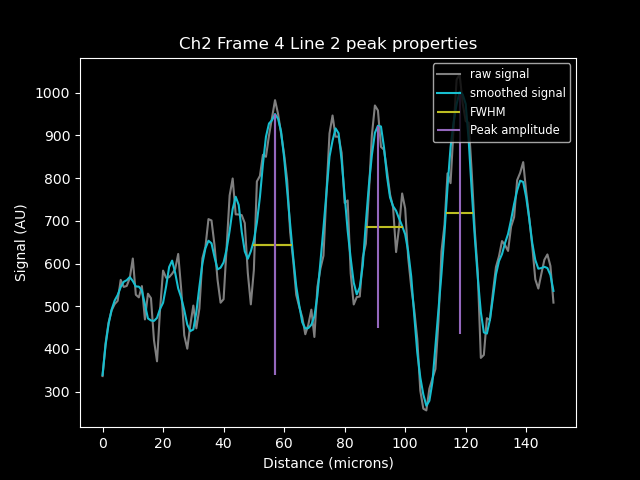 Ch2 Frame 4 Line 2 peak properties
raw signal
smoothed signal
FWHM
Peak amplitude
Signal (AU)
1000
900
800
700
600
500
400
300
0
20
40
60
80
100
120
140
Distance (microns)